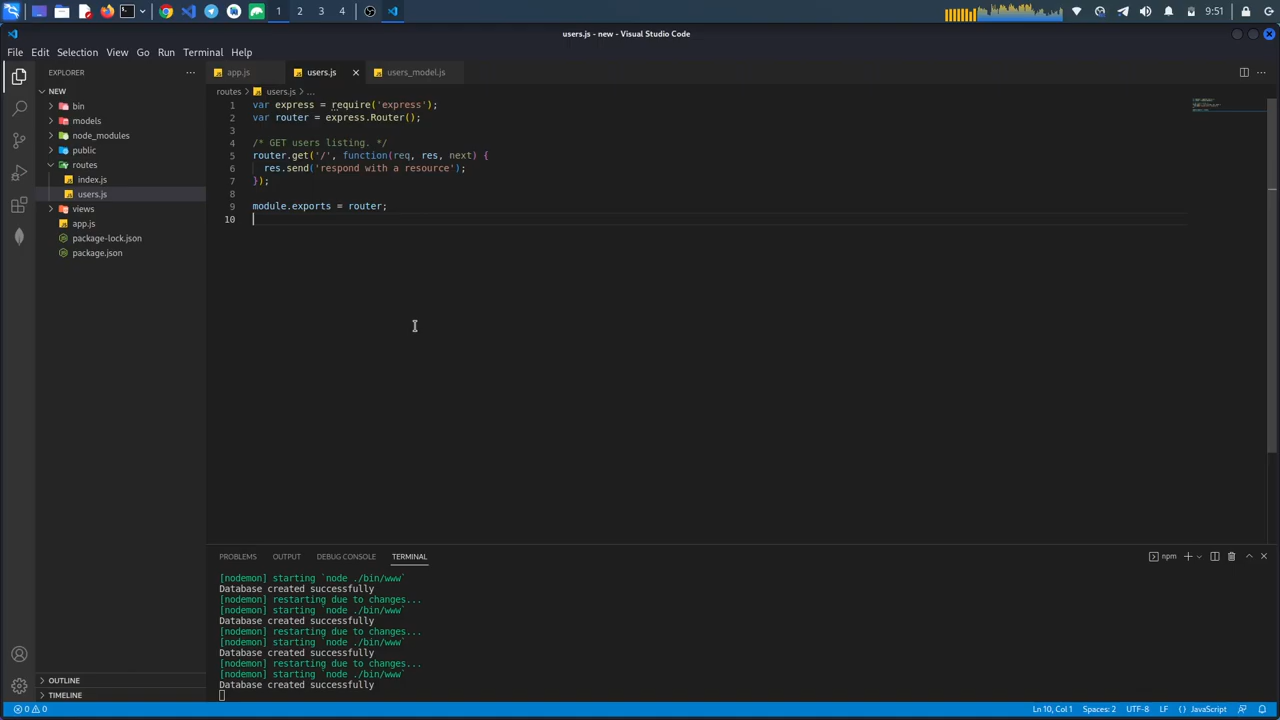 1
2
3
4
9:51
users.js - new - Visual Studio Code
File Edit Selection View Go Run Terminal Help
EXPLORER
app.js
users.js
users_model.js
NEW
bin
models
node_modules
public
routes
index.js
users.js
views
app.js
package-lock.json
package.json
OUTLINE
TIMELINE
routes > users.js > ...
1 var express = require('express');
2 var router = express.Router();
3
4 /* GET users listing. */
5 router.get('/', function(req, res, next) {
6 res.send('respond with a resource');
7 });
8
9 module.exports = router;
10
PROBLEMS OUTPUT DEBUG CONSOLE TERMINAL
npm
[nodemon] starting `node ./bin/www`
Database created successfully
[nodemon] restarting due to changes...
[nodemon] starting `node ./bin/www`
Database created successfully
[nodemon] restarting due to changes...
[nodemon] starting `node ./bin/www`
Database created successfully
[nodemon] restarting due to changes...
[nodemon] starting `node ./bin/www`
Database created successfully
0 0
Ln 10, Col 1 Spaces: 2 UTF-8 LF {} JavaScript